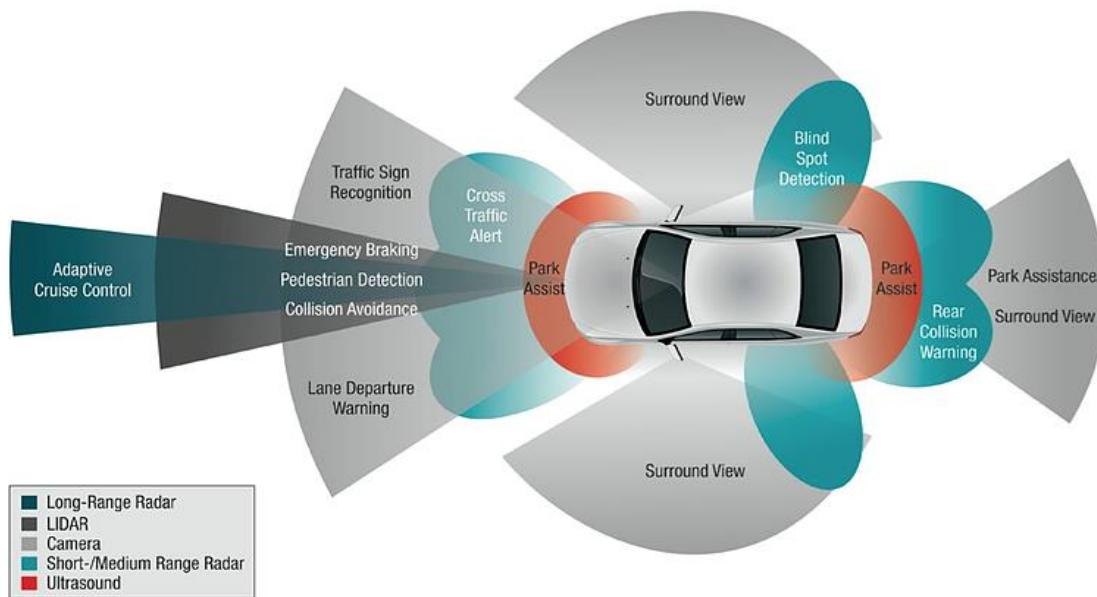 Surround View
Blind
Spot
Detection
Traffic Sign
Recognition
Cross
Traffic
Alert
Emergency Braking
Adaptive
Cruise Control
Pedestrian Detection
Collision Avoidance
Park
Assist
Park
Assist
Park Assistance
Surround View
Rear
Collision
Warning
Lane Departure
Warning
Surround View
Long-Range Radar
LIDAR
Camera
Short-/Medium Range Radar
Ultrasound